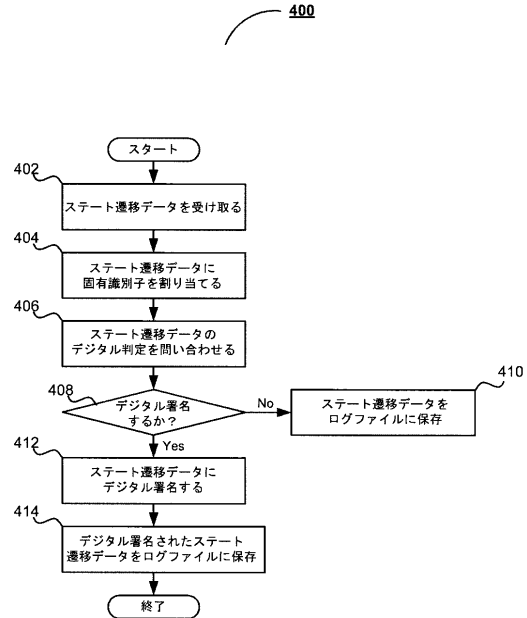 400
スタート
402
ステート遷移データを受け取る
404
ステート遷移データに
固有識別子を割り当てる
406
ステート遷移データの
デジタル判定を問い合わせる
408
デジタル署名
するか？
No
410
ステート遷移データを
ログファイルに保存
Yes
412
ステート遷移データに
デジタル署名する
414
デジタル署名されたステート
遷移データをログファイルに保存
終了